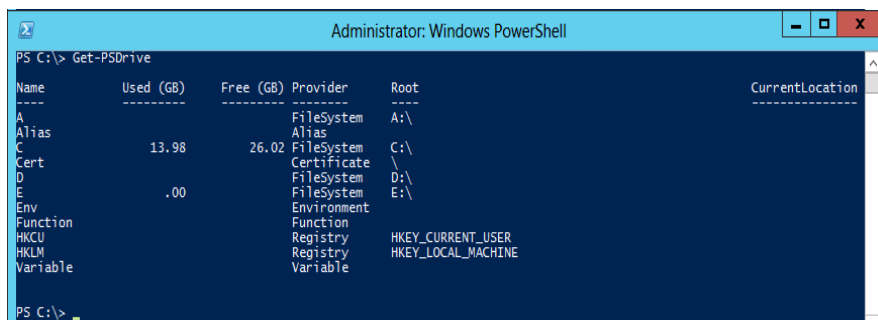 Administrator: Windows PowerShell
PS C:\> Get-PSDrive
Name Used (GB) Free (GB) Provider Root CurrentLocation
---- --------- --------- -------- ---- ---------------
A FileSystem A:\
Alias Alias
C 13.98 26.02 FileSystem C:\
Cert Certificate \
D FileSystem D:\
E .00 FileSystem E:\
Env Environment
Function Function
HKCU Registry HKEY_CURRENT_USER
HKLM Registry HKEY_LOCAL_MACHINE
Variable Variable
PS C:\> _